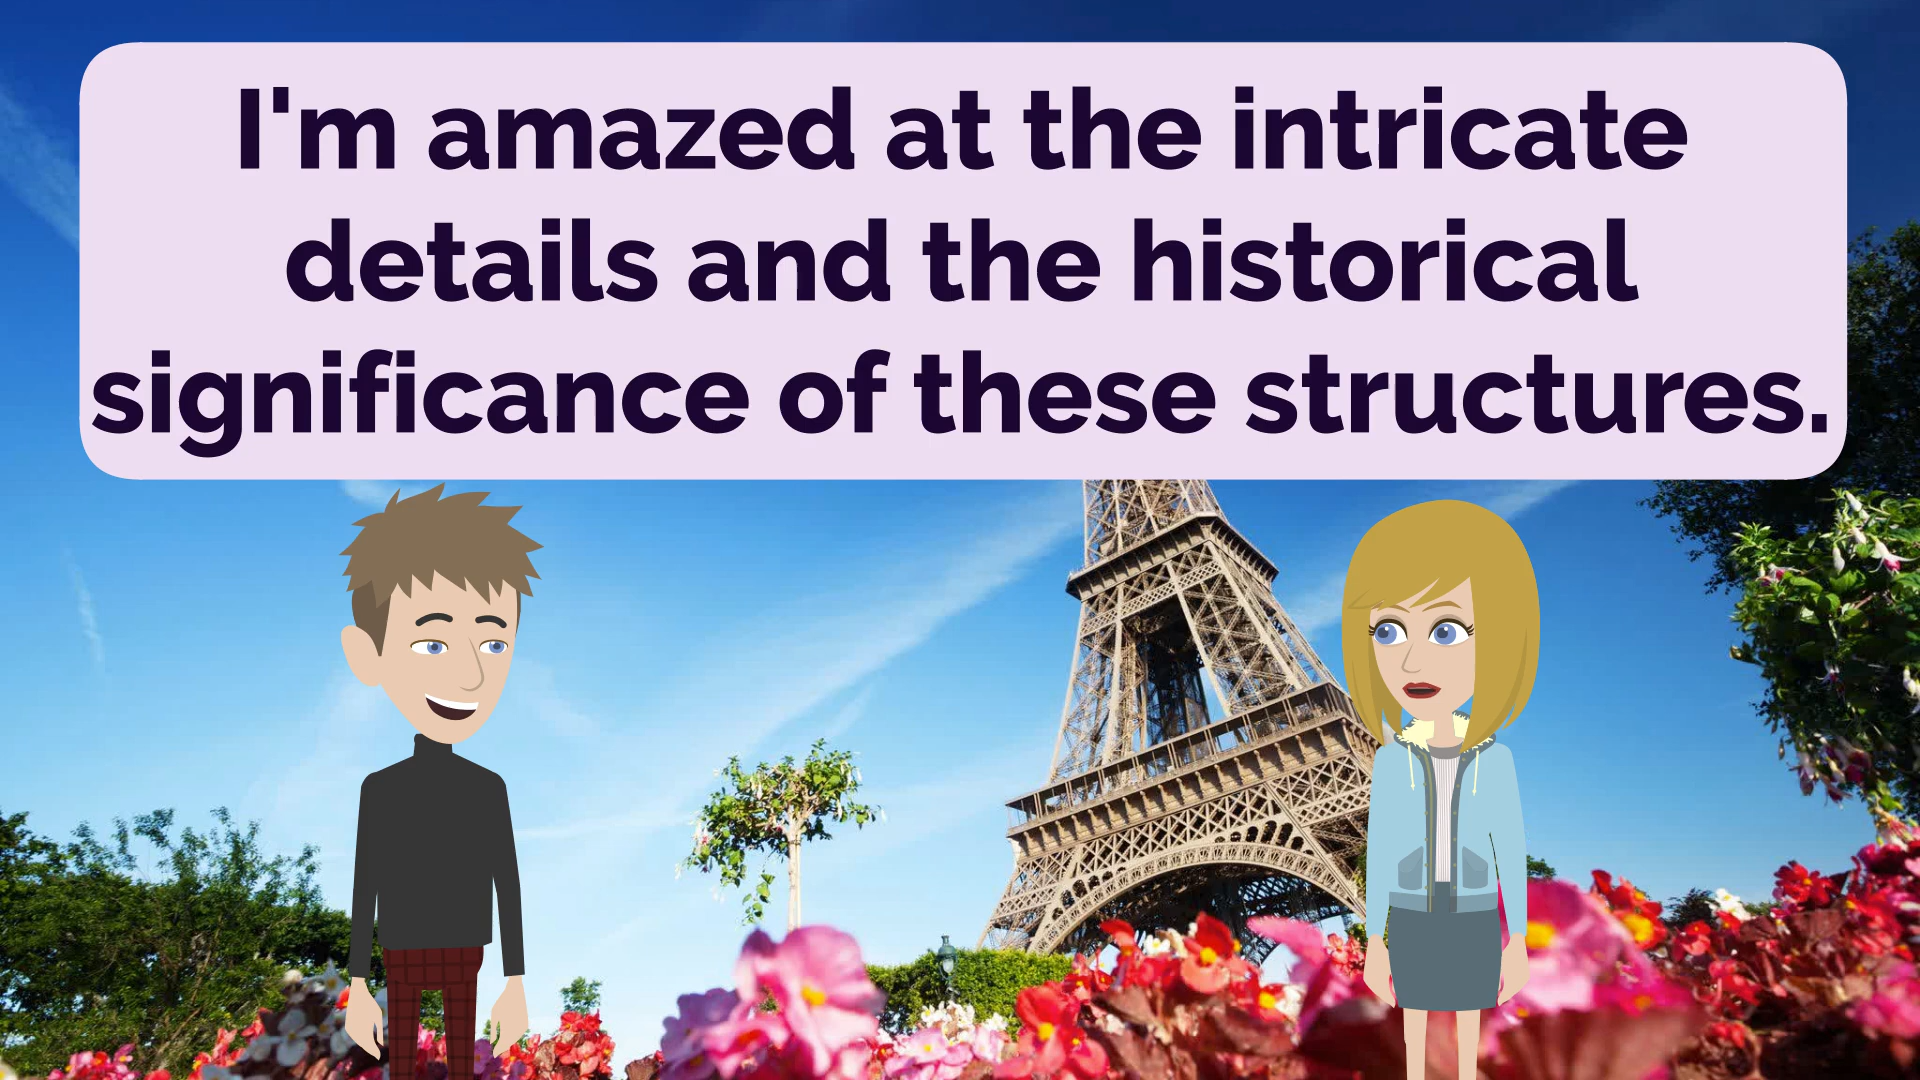 I'm amazed at the intricate
details and the historical
significance of these structures.